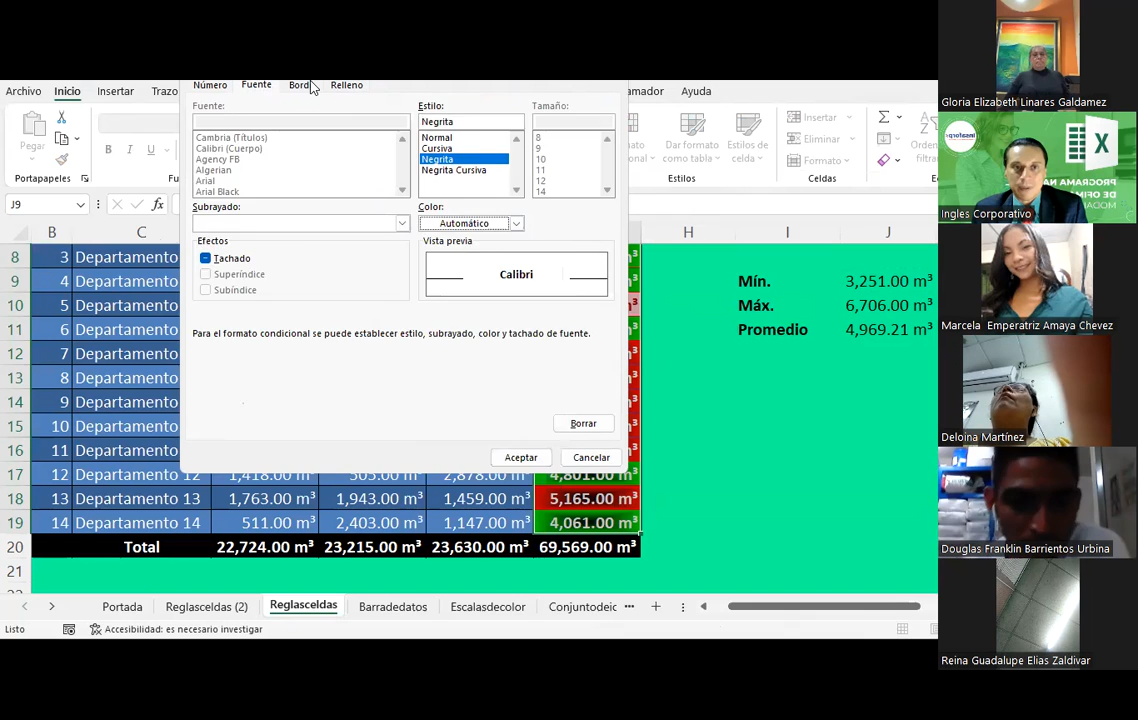 Archivo Inicio Insertar Trazo
Ayuda
Número Fuente Bord Relleno
Pegar
N K S
Portapapeles
Fuente:
Cambria (Títulos)
Calibri (Cuerpo)
Agency FB
Algerian
Arial
Arial Black
Estilo:
Negrita
Normal
Cursiva
Negrita
Negrita Cursiva
Tamaño:
8
9
10
11
12
14
Subrayado:
Color:
Automático
Efectos
Tachado
Superíndice
Subíndice
Vista previa
Calibri
Para el formato condicional se puede establecer estilo, subrayado, color y tachado de fuente.
Borrar
Aceptar Cancelar
Dar formato
Estilos de
celda
Estilos
Insertar
Eliminar
Formato
Celdas
J9
fx
B C H I J
8 3 Departamento
9 4 Departamento
10 5 Departamento
11 6 Departamento
12 7 Departamento
13 8 Departamento
14 9 Departamento
15 10 Departamento
16 11 Departamento
17 12 Departamento 12 1,418.00 m³ 505.00 m³ 2,878.00 m³ 4,801.00 m³
18 13 Departamento 13 1,763.00 m³ 1,943.00 m³ 1,459.00 m³ 5,165.00 m³
19 14 Departamento 14 511.00 m³ 2,403.00 m³ 1,147.00 m³ 4,061.00 m³
20 Total 22,724.00 m³ 23,215.00 m³ 23,630.00 m³ 69,569.00 m³
21
Mín. 3,251.00 m³
Máx. 6,706.00 m³
Promedio 4,969.21 m³
Portada Reglasceldas (2) Reglasceldas Barradedatos Escalasdecolor
Listo Accesibilidad: es necesario investigar
Gloria Elizabeth Linares Galdamez
Ingles Corporativo
Marcela Emperatriz Amaya Chevez
Deloina Martínez
Douglas Franklin Barrientos Urbina
Reina Guadalupe Elias Zaldivar